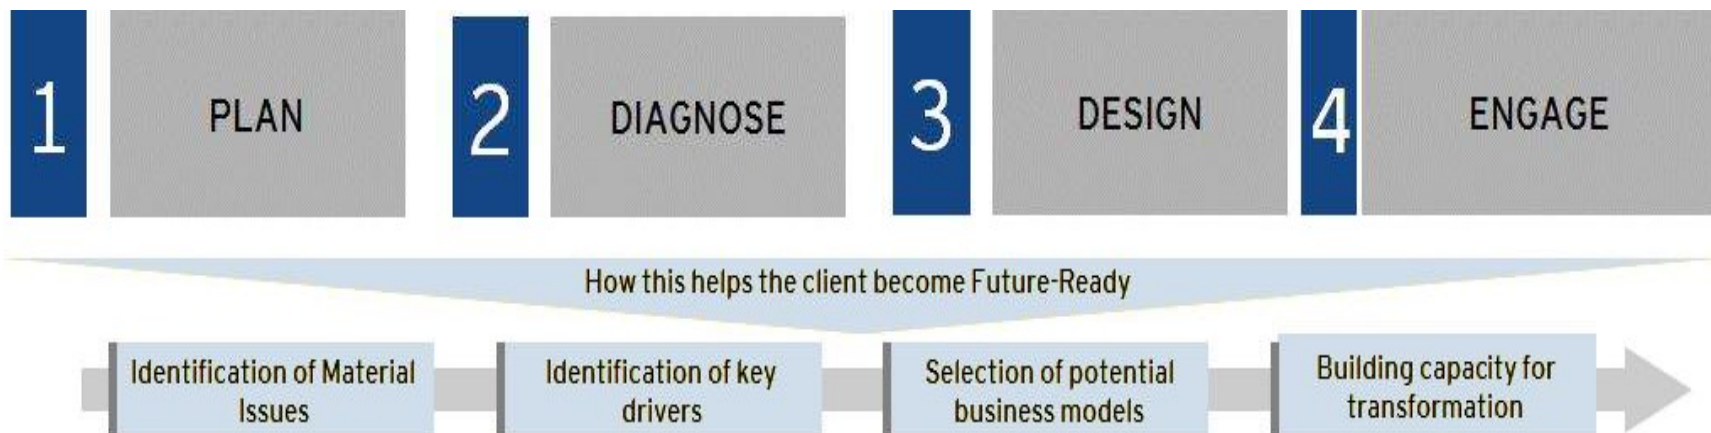 1 PLAN 2 DIAGNOSE 3 DESIGN 4 ENGAGE
How this helps the client become Future-Ready
Identification of Material
Issues
Identification of key
drivers
Selection of potential
business models
Building capacity for
transformation